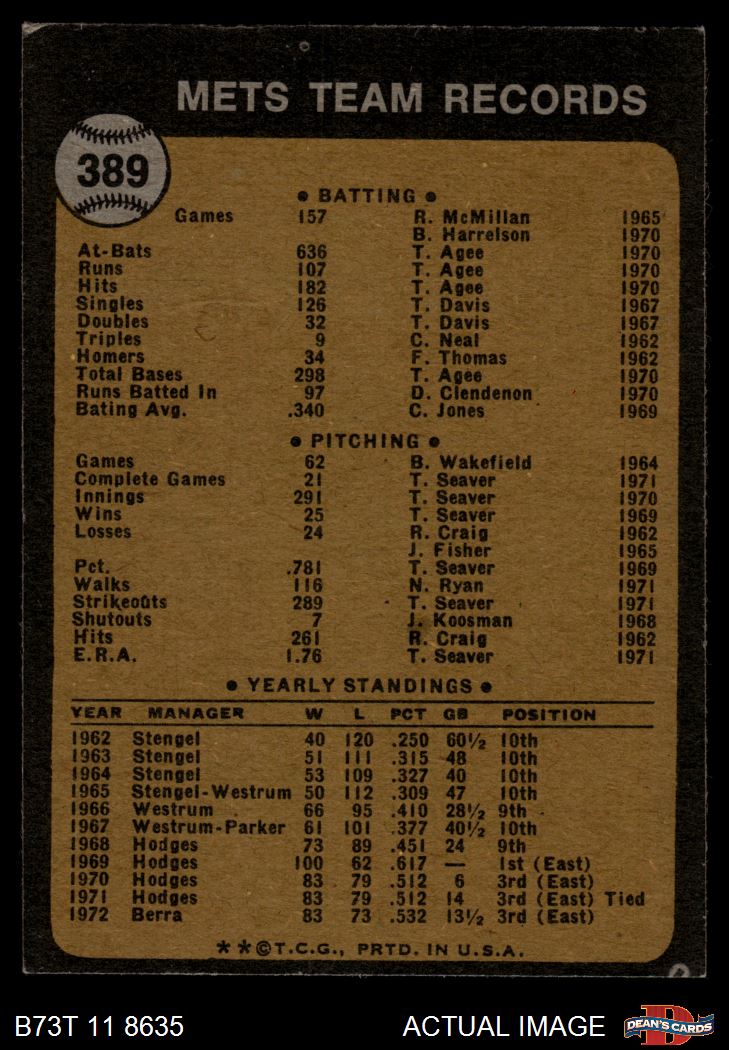 METS TEAM RECORDS
389
• BATTING •
Games 157 R. McMillan 1965
B. Harrelson 1970
At-Bats 636 T. Agee 1970
Runs 107 T. Agee 1970
Hits 182 T. Agee 1970
Singles 126 T. Davis 1967
Doubles 32 T. Davis 1967
Triples 9 C. Neal 1962
Homers 34 F. Thomas 1962
Total Bases 298 T. Agee 1970
Runs Batted In 97 D. Clendenon 1970
Bating Avg. .340 C. Jones 1969
• PITCHING •
Games 62 B. Wakefield 1964
Complete Games 21 T. Seaver 1971
Innings 291 T. Seaver 1970
Wins 25 T. Seaver 1969
Losses 24 R. Craig 1962
J. Fisher 1965
Pct. .781 T. Seaver 1969
Walks 116 N. Ryan 1971
Strikeouts 289 T. Seaver 1971
Shutouts 7 J. Koosman 1968
Hits 261 R. Craig 1962
E.R.A. 1.76 T. Seaver 1971
• YEARLY STANDINGS •
YEAR MANAGER W L PCT GB POSITION
1962 Stengel 40 120 .250 60½ 10th
1963 Stengel 51 111 .315 48 10th
1964 Stengel 53 109 .327 40 10th
1965 Stengel-Westrum 50 112 .309 47 10th
1966 Westrum 66 95 .410 28½ 9th
1967 Westrum-Parker 61 101 .377 40½ 10th
1968 Hodges 73 89 .451 24 9th
1969 Hodges 100 62 .617 — 1st (East)
1970 Hodges 83 79 .512 6 3rd (East)
1971 Hodges 83 79 .512 14 3rd (East) Tied
1972 Berra 83 73 .532 13½ 3rd (East)
**©T.C.G., PRTD. IN U.S.A.
B73T 11 8635 ACTUAL IMAGE
D
DEAN'S CARDS